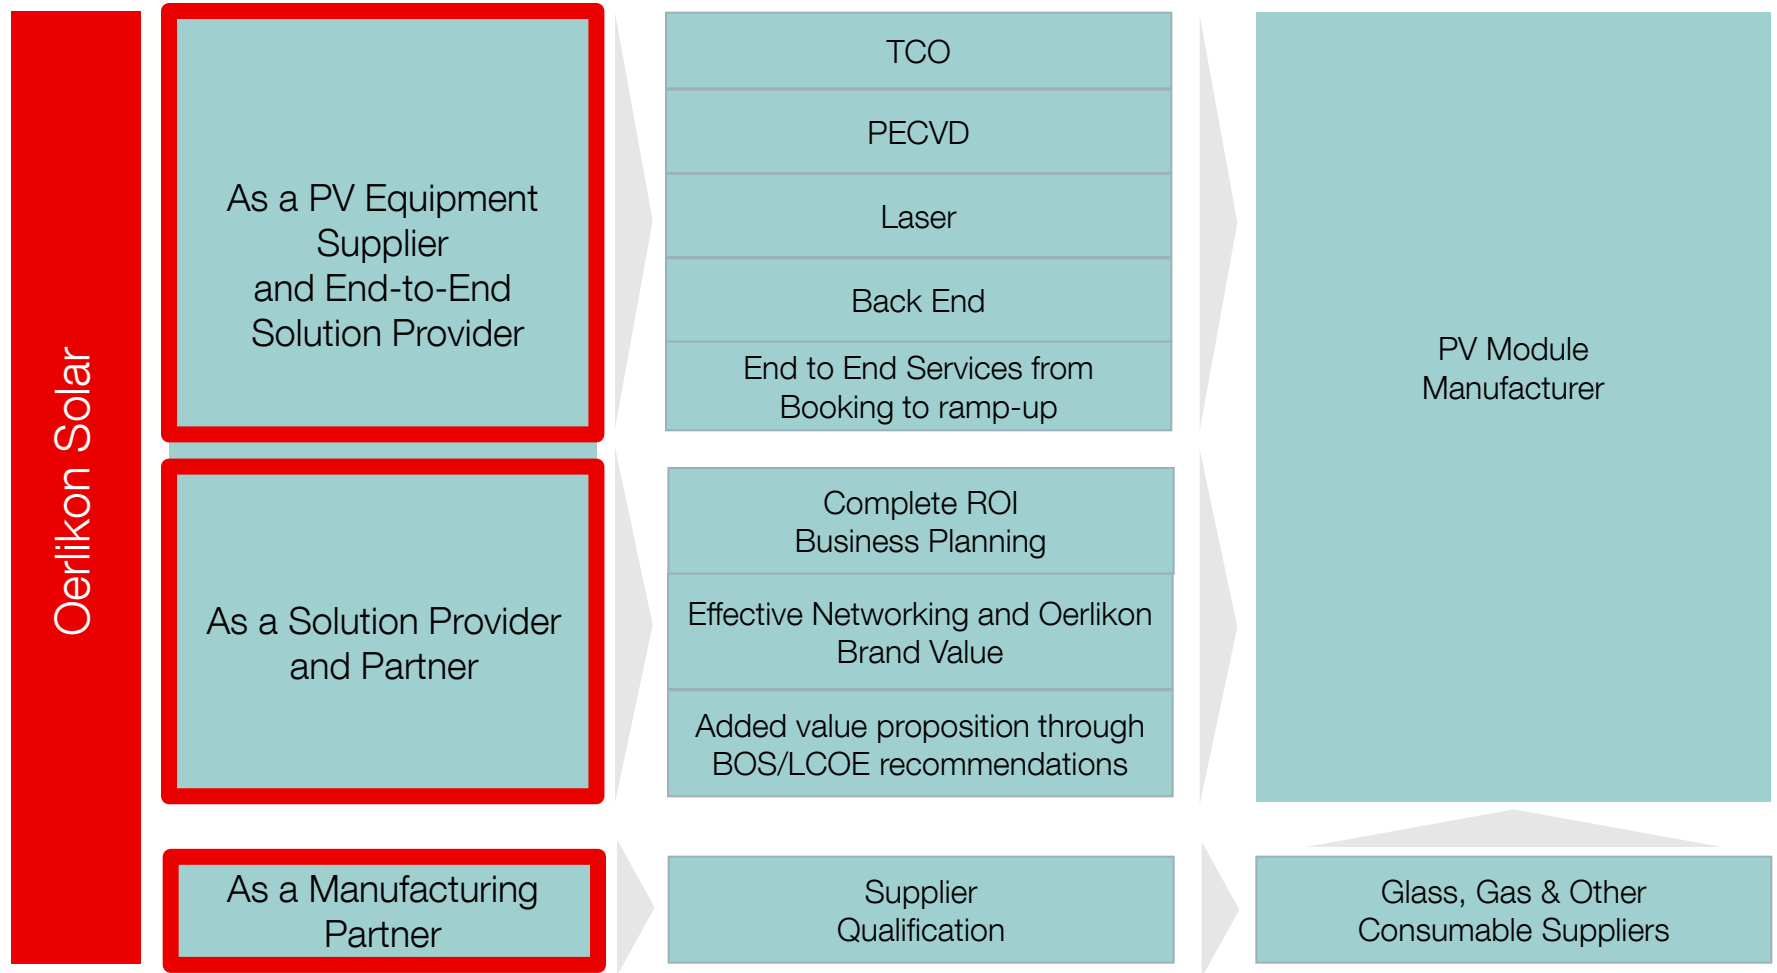 Oerlikon Solar
As a PV Equipment
Supplier
and End-to-End
Solution Provider
TCO
PECVD
Laser
Back End
End to End Services from
Booking to ramp-up
PV Module
Manufacturer
As a Solution Provider
and Partner
Complete ROI
Business Planning
Effective Networking and Oerlikon
Brand Value
Added value proposition through
BOS/LCOE recommendations
As a Manufacturing
Partner
Supplier
Qualification
Glass, Gas & Other
Consumable Suppliers